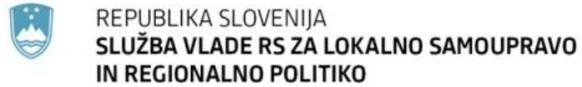 REPUBLIKA SLOVENIJA
SLUŽBA VLADE RS ZA LOKALNO SAMOUPRAVO
IN REGIONALNO POLITIKO